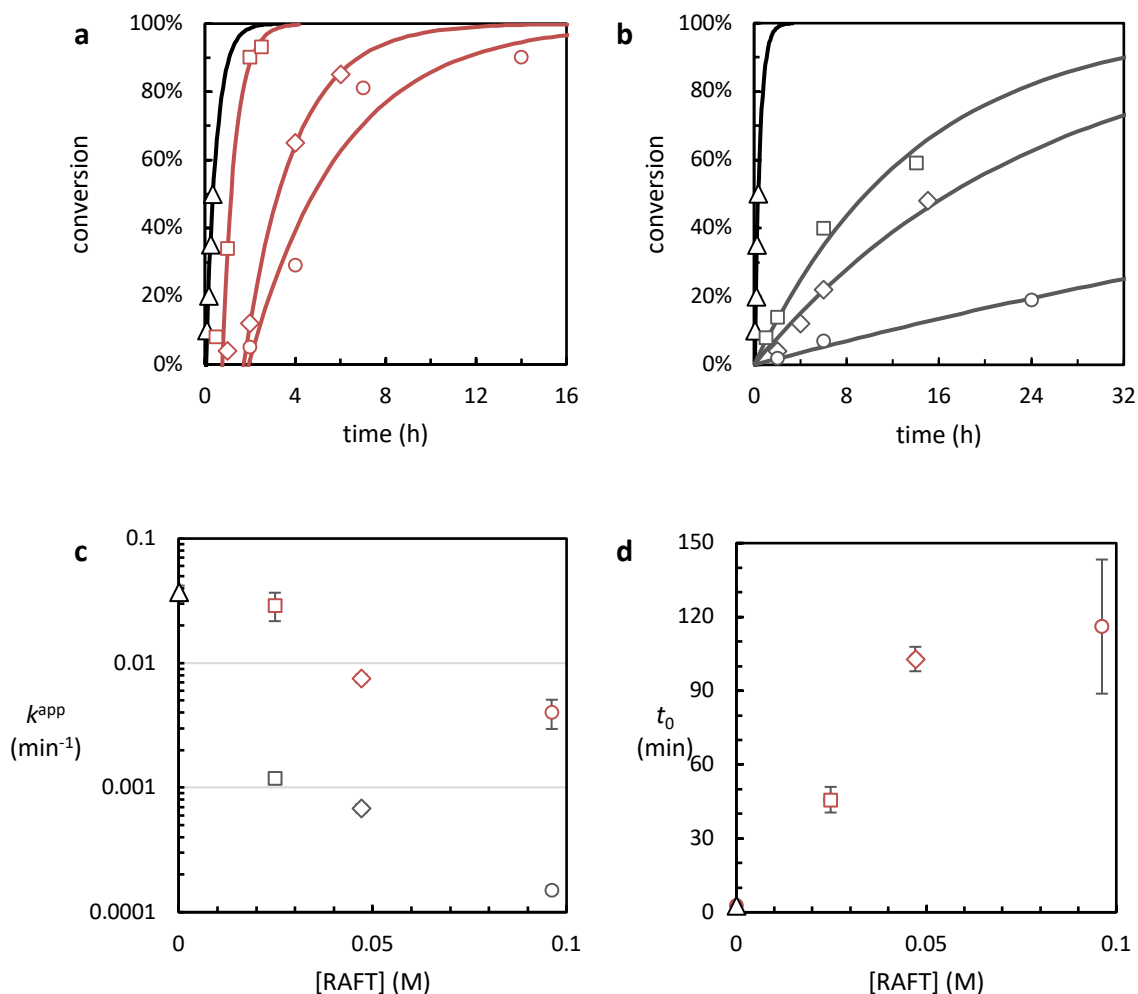 a
100%
80%
60%
40%
20%
0%
conversion
0
4
8
12
16
time (h)
b
100%
80%
60%
40%
20%
0%
conversion
0
8
16
24
32
time (h)
c
0.1
0.01
0.001
0.0001
kᵃᵖᵖ
(min⁻¹)
0
0.05
0.1
[RAFT] (M)
d
150
120
90
60
30
0
t₀
(min)
0
0.05
0.1
[RAFT] (M)